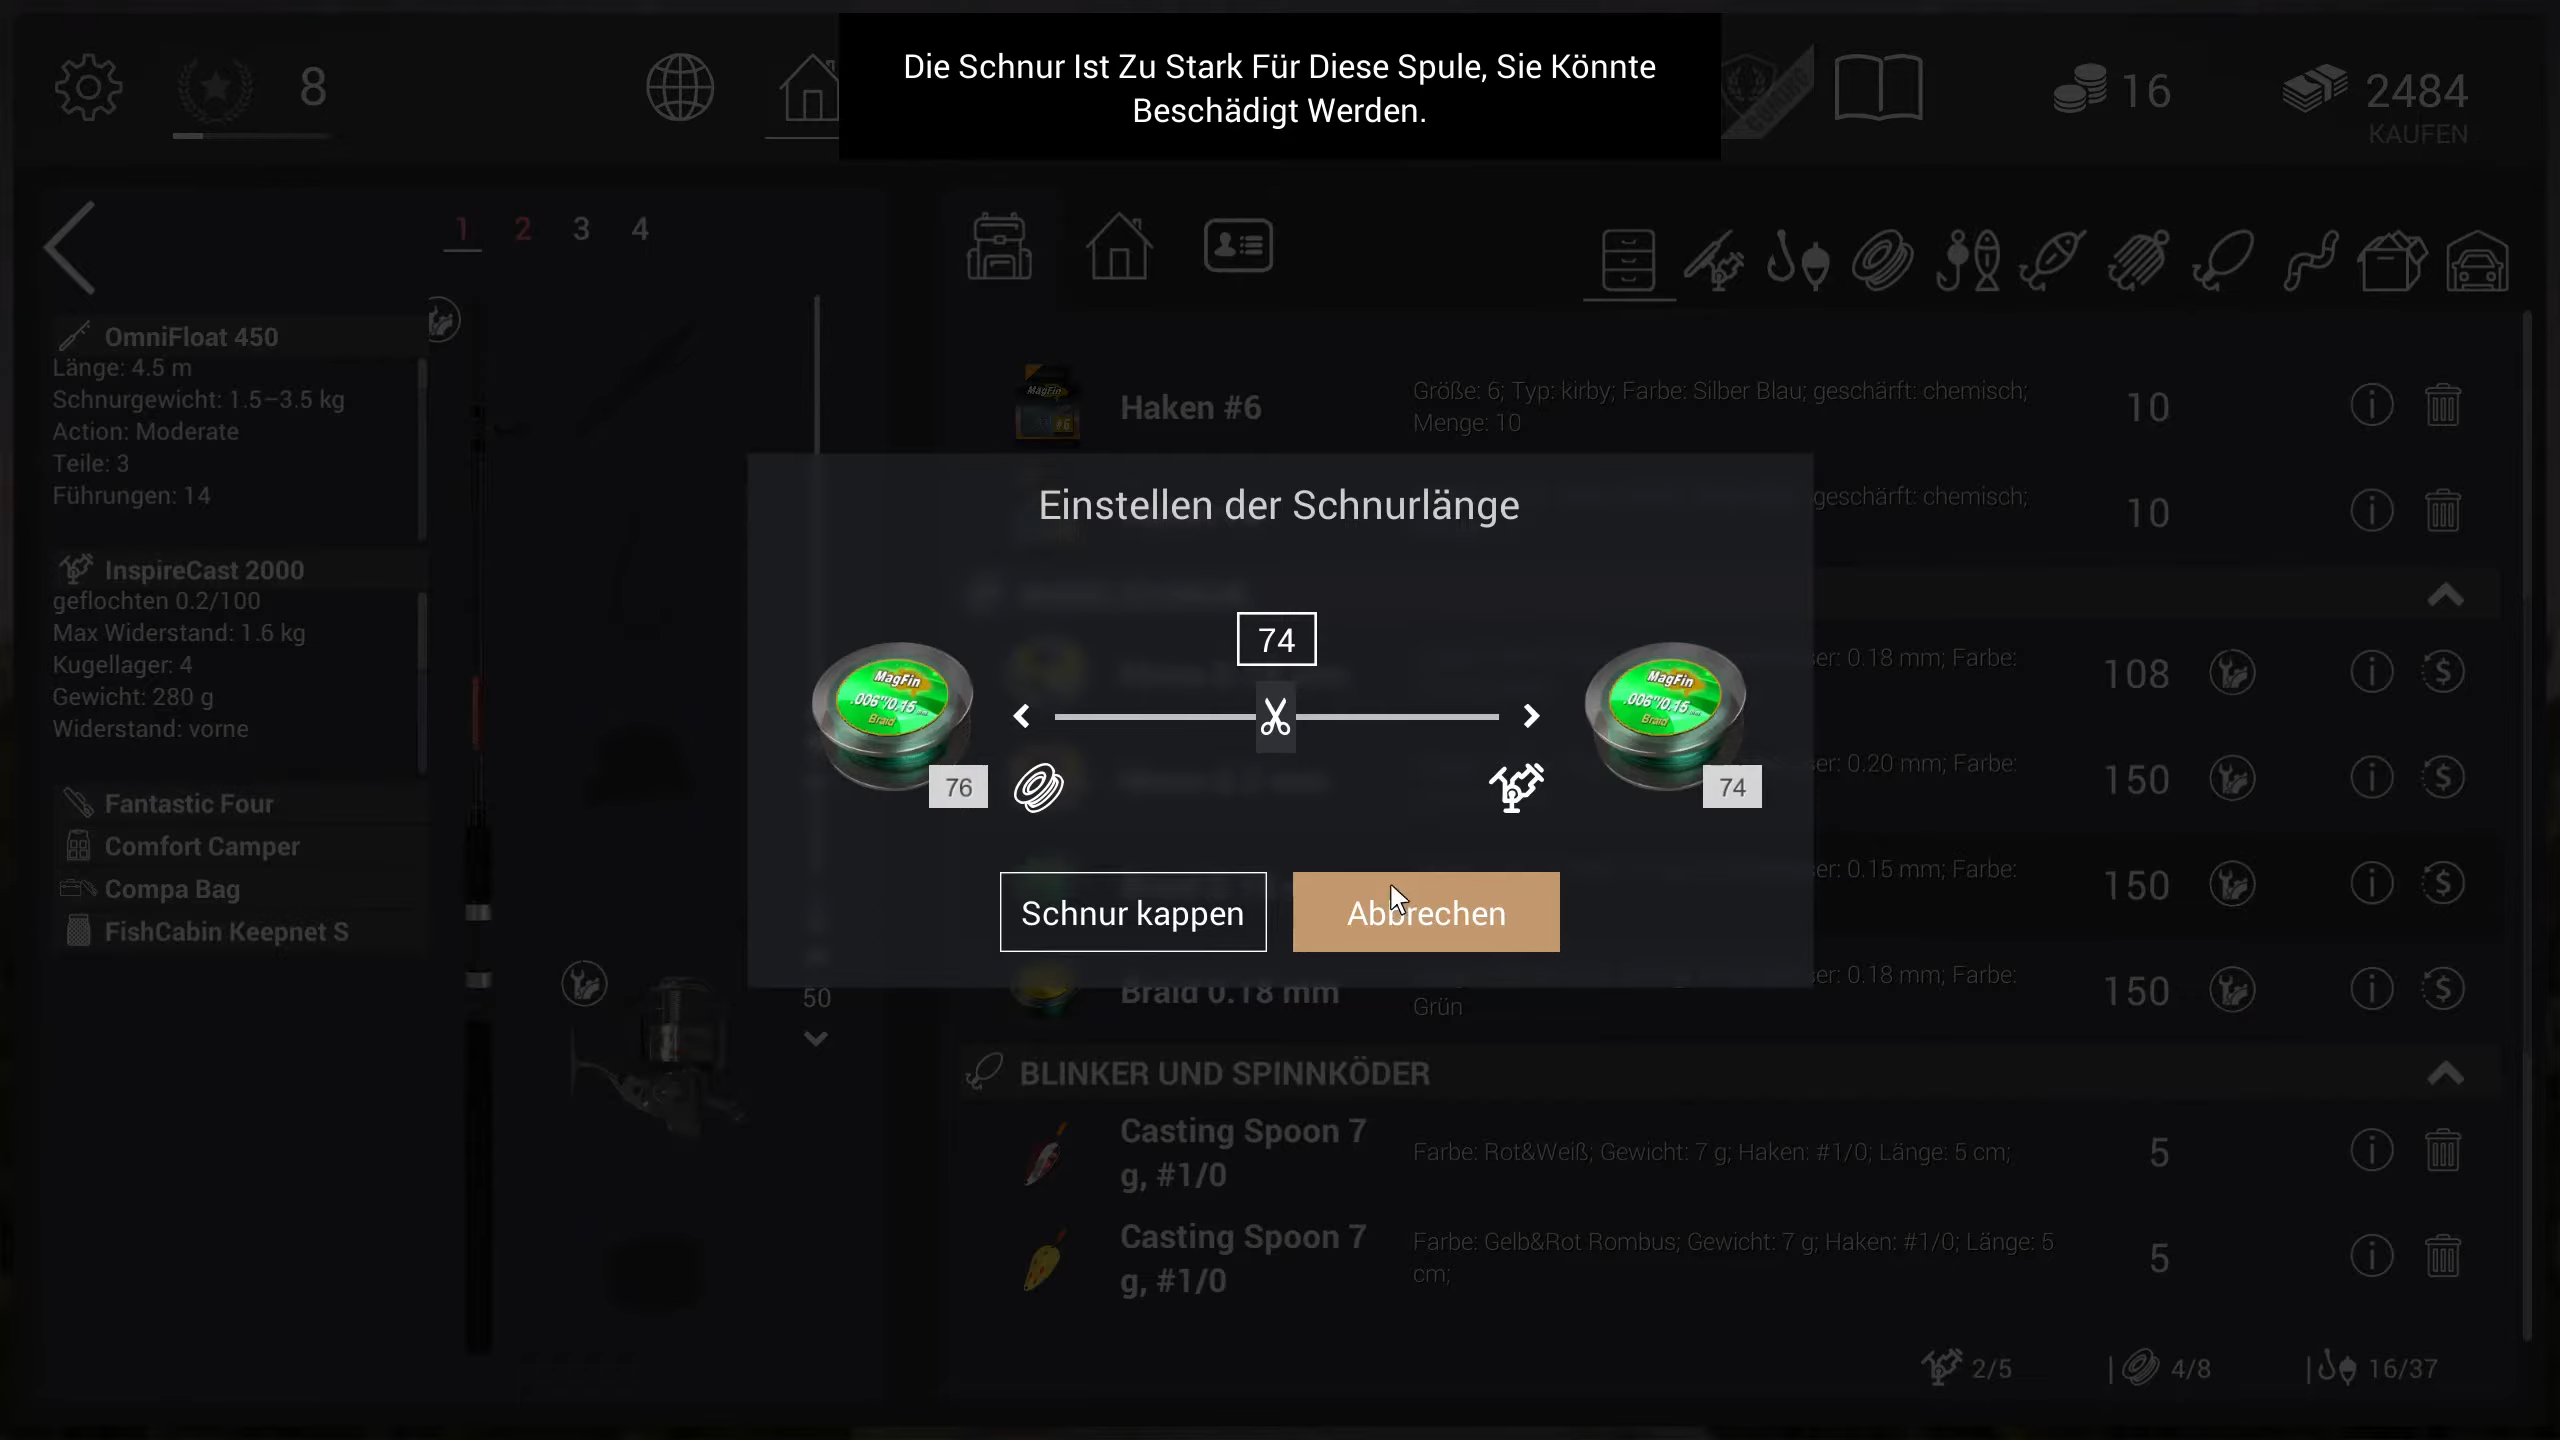 Die Schnur Ist Zu Stark Für Diese Spule, Sie Könnte
Beschädigt Werden.
8
16
2484
KAUFEN
1 2 3 4
OmniFloat 450
Länge: 4.5 m
Schnurgewicht: 1.5–3.5 kg
Action: Moderate
Teile: 3
Führungen: 14
InspireCast 2000
geflochten 0.2/100
Max Widerstand: 1.6 kg
Kugellager: 4
Gewicht: 280 g
Widerstand: vorne
Fantastic Four
Comfort Camper
Compa Bag
FishCabin Keepnet S
50
Haken #6
Größe: 6; Typ: kirby; Farbe: Silber Blau; geschärft: chemisch;
Menge: 10
10
geschärft: chemisch;
10
Einstellen der Schnurlänge
74
MagFin
.006"/0.15
Braid
76
MagFin
.006"/0.15
Braid
74
Schnur kappen
Abbrechen
0.18 mm; Farbe:
108
0.20 mm; Farbe:
150
0.15 mm; Farbe:
150
Braid 0.18 mm
0.18 mm; Farbe:
Grün
150
BLINKER UND SPINNKÖDER
Casting Spoon 7
g, #1/0
Farbe: Rot&Weiß; Gewicht: 7 g; Haken: #1/0; Länge: 5 cm;
5
Casting Spoon 7
g, #1/0
Farbe: Gelb&Rot Rombus; Gewicht: 7 g; Haken: #1/0; Länge: 5
cm;
5
2/5
4/8
16/37